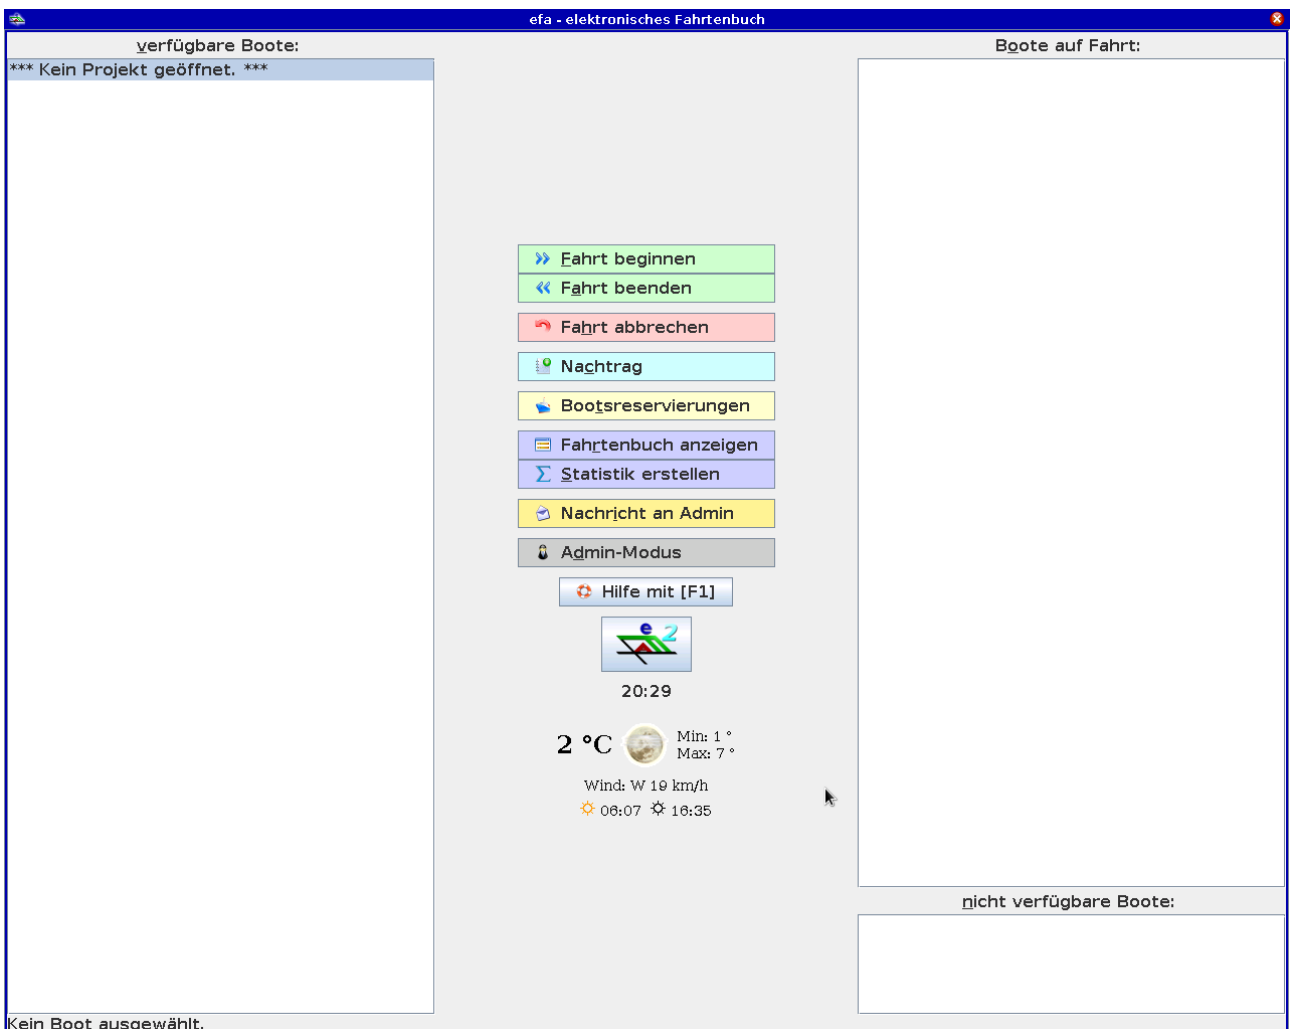 efa - elektronisches Fahrtenbuch
verfügbare Boote:
*** Kein Projekt geöffnet. ***
Fahrt beginnen
Fahrt beenden
Fahrt abbrechen
Nachtrag
Bootsreservierungen
Fahrtenbuch anzeigen
Statistik erstellen
Nachricht an Admin
Admin-Modus
Hilfe mit [F1]
e 2
20:29
2 °C
Min: 1 °
Max: 7 °
Wind: W 19 km/h
06:07 16:35
Boote auf Fahrt:
nicht verfügbare Boote:
Kein Boot ausgewählt.